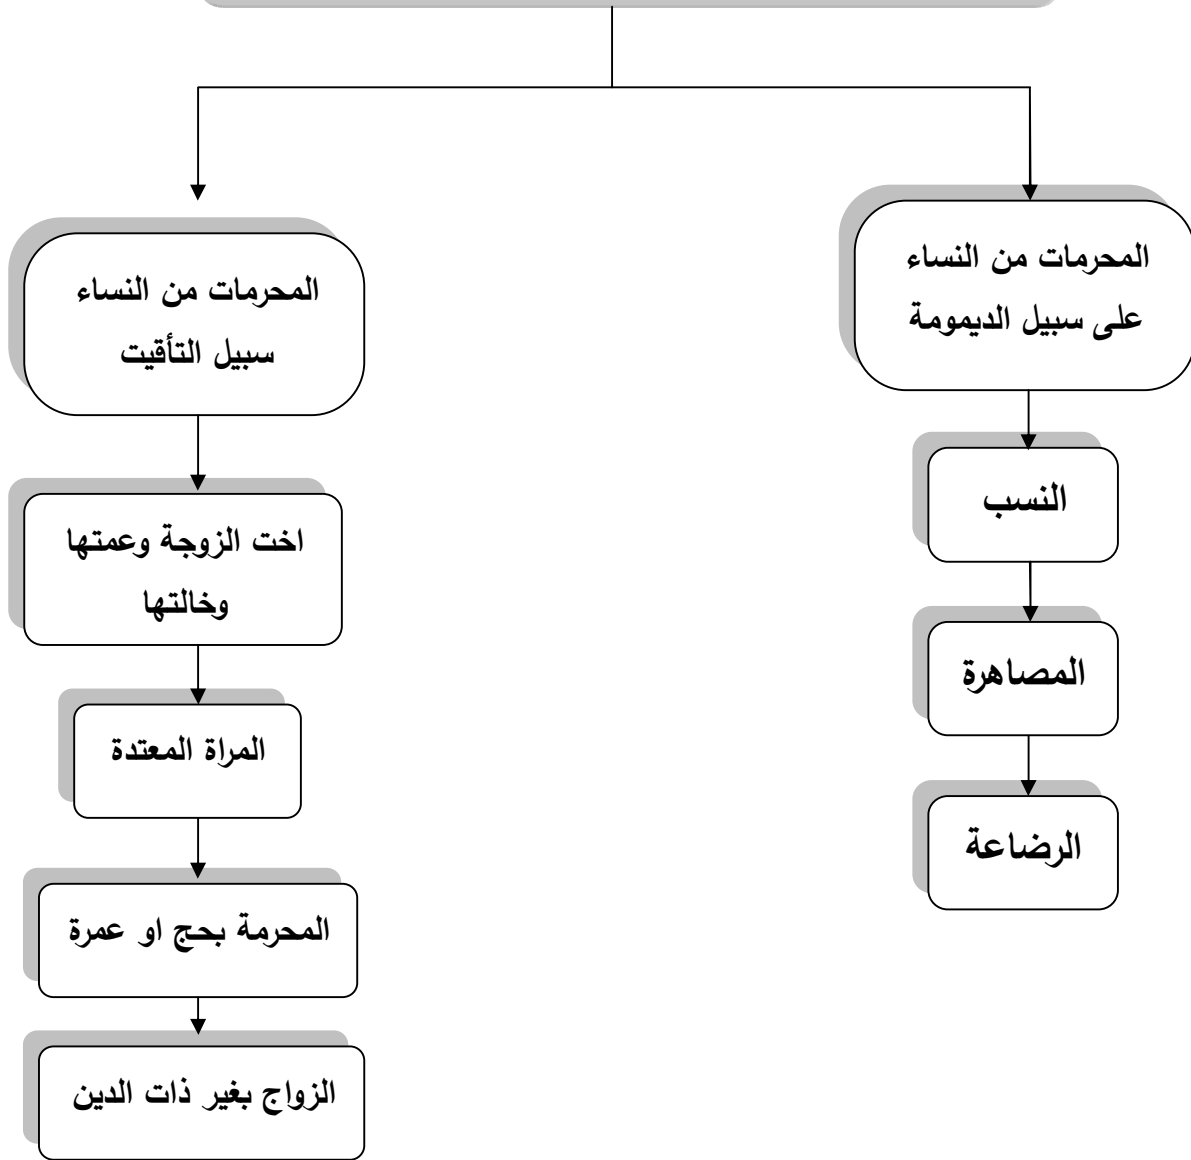 المحرمات من النساء
على سبيل الديمومة
النسب
المصاهرة
الرضاعة
المحرمات من النساء
سبيل التأقيت
اخت الزوجة وعمتها
وخالتها
المراة المعتدة
المحرمة بحج او عمرة
الزواج بغير ذات الدين